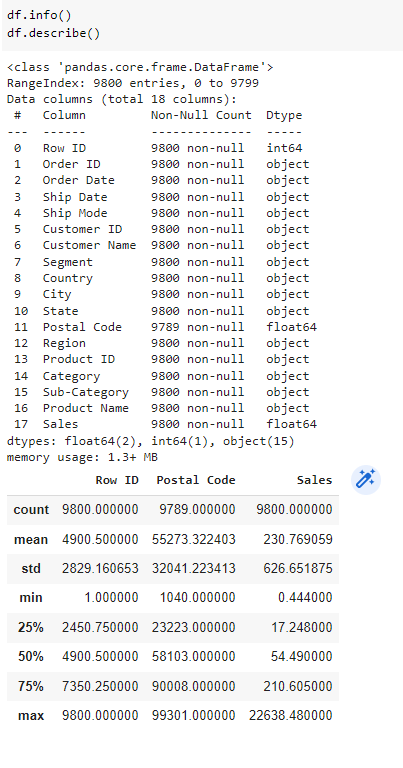 df.info()
df.describe()
<class 'pandas.core.frame.DataFrame'>
RangeIndex: 9800 entries, 0 to 9799
Data columns (total 18 columns):
 #   Column         Non-Null Count  Dtype
---  ------         --------------  -----
 0   Row ID         9800 non-null   int64
 1   Order ID       9800 non-null   object
 2   Order Date     9800 non-null   object
 3   Ship Date      9800 non-null   object
 4   Ship Mode      9800 non-null   object
 5   Customer ID    9800 non-null   object
 6   Customer Name  9800 non-null   object
 7   Segment        9800 non-null   object
 8   Country        9800 non-null   object
 9   City           9800 non-null   object
 10  State          9800 non-null   object
 11  Postal Code    9789 non-null   float64
 12  Region         9800 non-null   object
 13  Product ID     9800 non-null   object
 14  Category       9800 non-null   object
 15  Sub-Category   9800 non-null   object
 16  Product Name   9800 non-null   object
 17  Sales          9800 non-null   float64
dtypes: float64(2), int64(1), object(15)
memory usage: 1.3+ MB
Row ID Postal Code Sales
count 9800.000000 9789.000000 9800.000000
mean 4900.500000 55273.322403 230.769059
std 2829.160653 32041.223413 626.651875
min 1.000000 1040.000000 0.444000
25% 2450.750000 23223.000000 17.248000
50% 4900.500000 58103.000000 54.490000
75% 7350.250000 90008.000000 210.605000
max 9800.000000 99301.000000 22638.480000